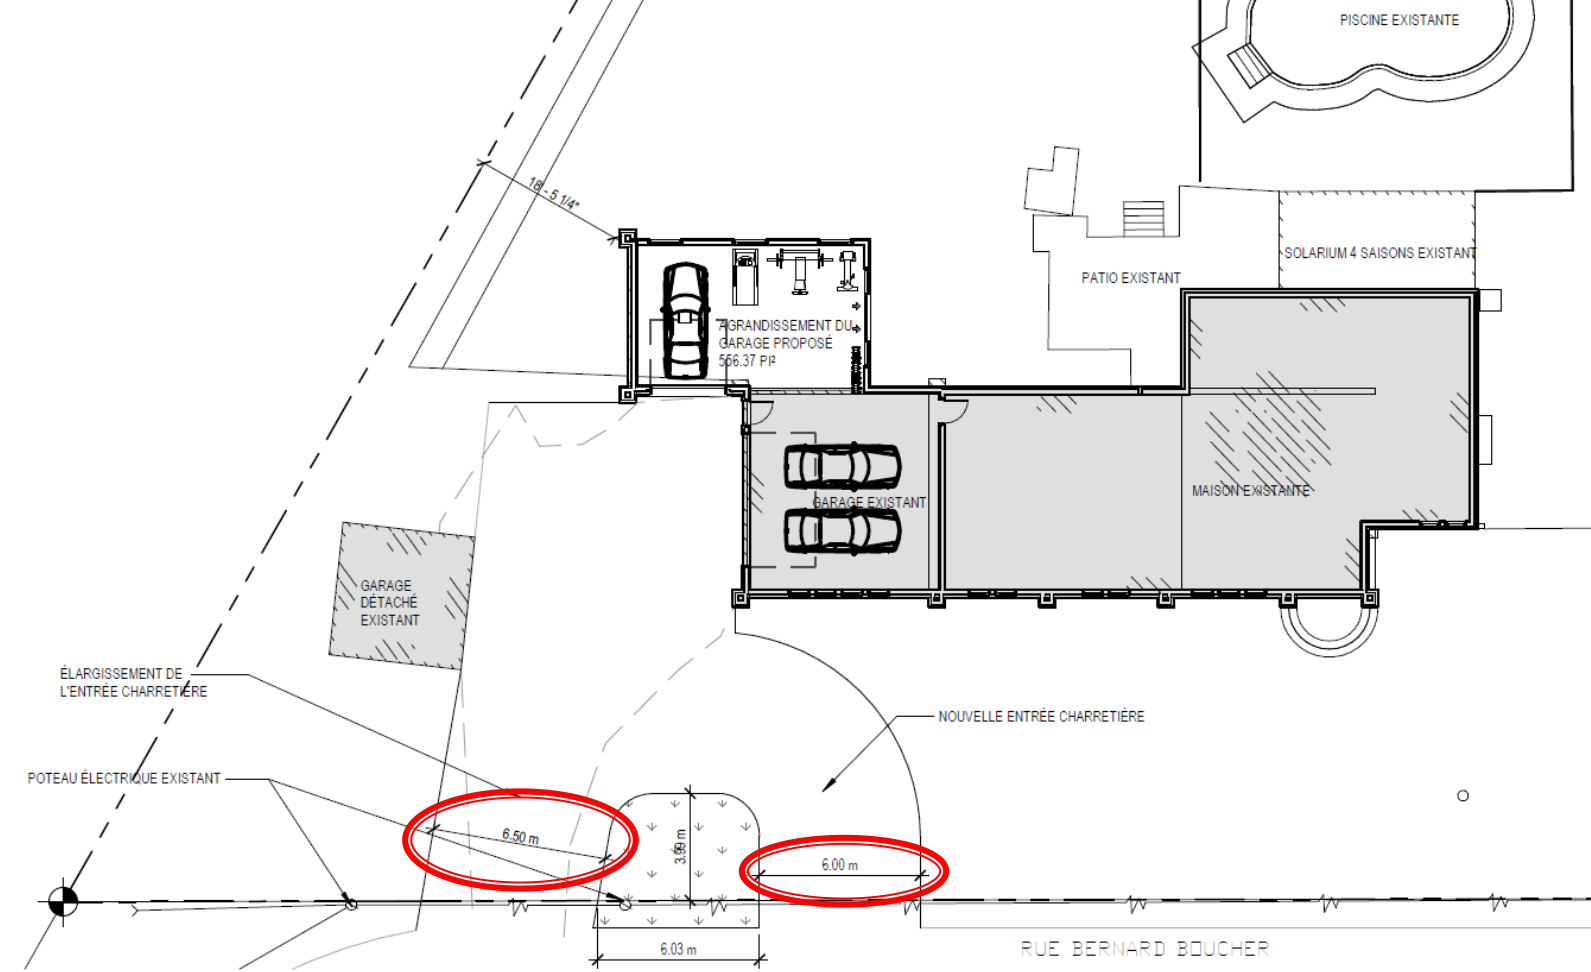 PISCINE EXISTANTE
18' - 5 1/4"
SOLARIUM 4 SAISONS EXISTANT
PATIO EXISTANT
AGRANDISSEMENT DU
GARAGE PROPOSÉ
556.37 PI²
MAISON EXISTANTE
GARAGE EXISTANT
GARAGE
DÉTACHÉ
EXISTANT
ÉLARGISSEMENT DE
L'ENTRÉE CHARRETIÈRE
NOUVELLE ENTRÉE CHARRETIÈRE
POTEAU ÉLECTRIQUE EXISTANT
6.50 m
3.99 m
6.00 m
6.03 m
RUE BERNARD BOUCHER